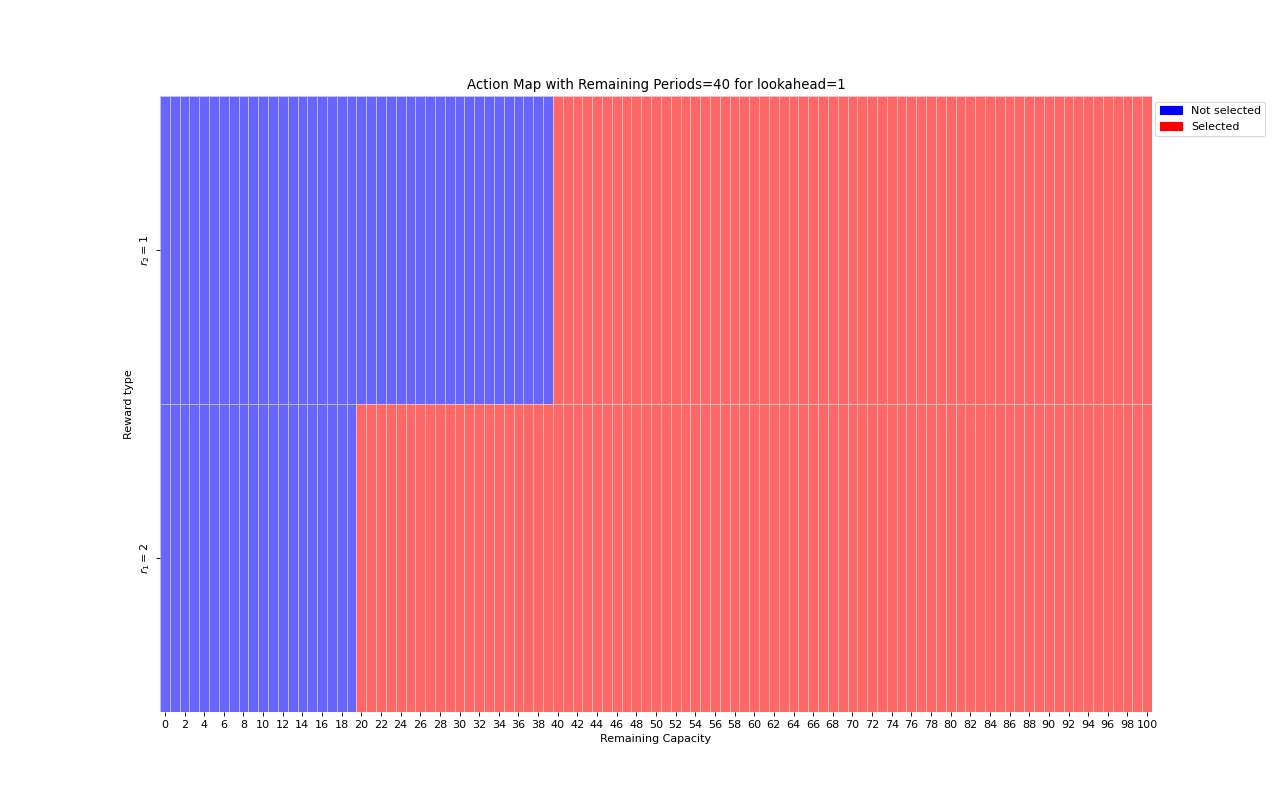 Action Map with Remaining Periods=40 for lookahead=1
Not selected
Selected
r₂ = 1
Reward type
r₁ = 2
0 2 4 6 8 10 12 14 16 18 20 22 24 26 28 30 32 34 36 38 40 42 44 46 48 50 52 54 56 58 60 62 64 66 68 70 72 74 76 78 80 82 84 86 88 90 92 94 96 98 100
Remaining Capacity